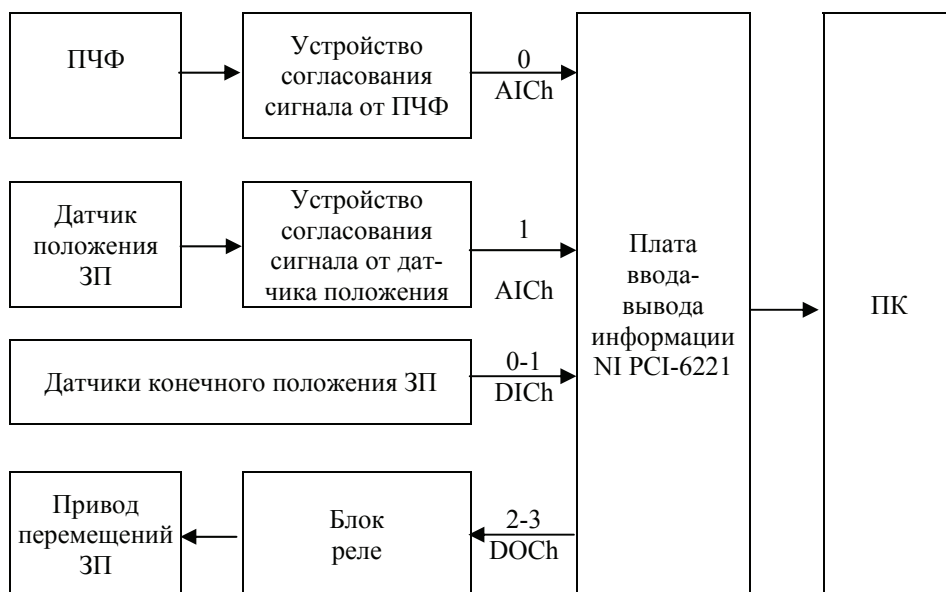 ПЧФ
Устройство
согласования
сигнала от ПЧФ
0
AICh
Датчик
положения
ЗП
Устройство
согласования
сигнала от дат-
чика положения
1
AICh
Датчики конечного положения ЗП
0-1
DICh
Привод
перемещений
ЗП
Блок
реле
2-3
DOCh
Плата
ввода-
вывода
информации
NI PCI-6221
ПК